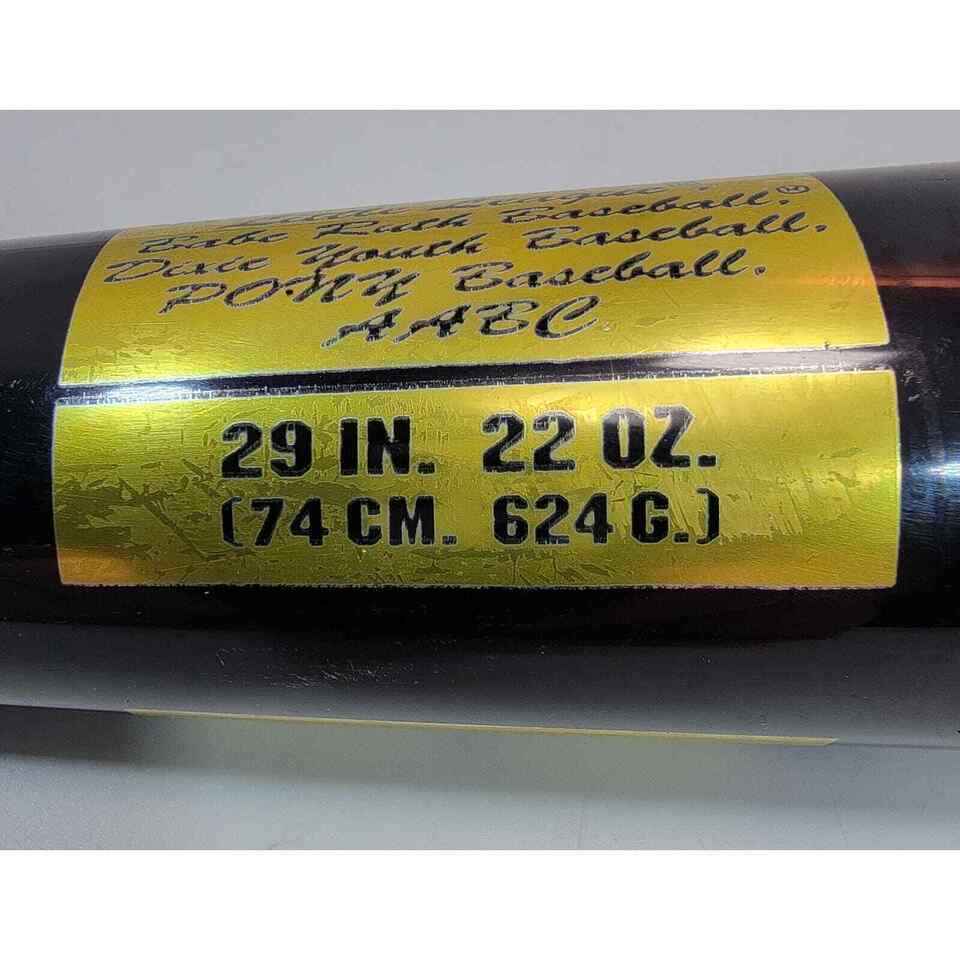 Babe Ruth Baseball,
Dixie Youth Baseball,
PONY Baseball,
AABC
29 IN. 22 OZ.
(74 CM. 624 G.)